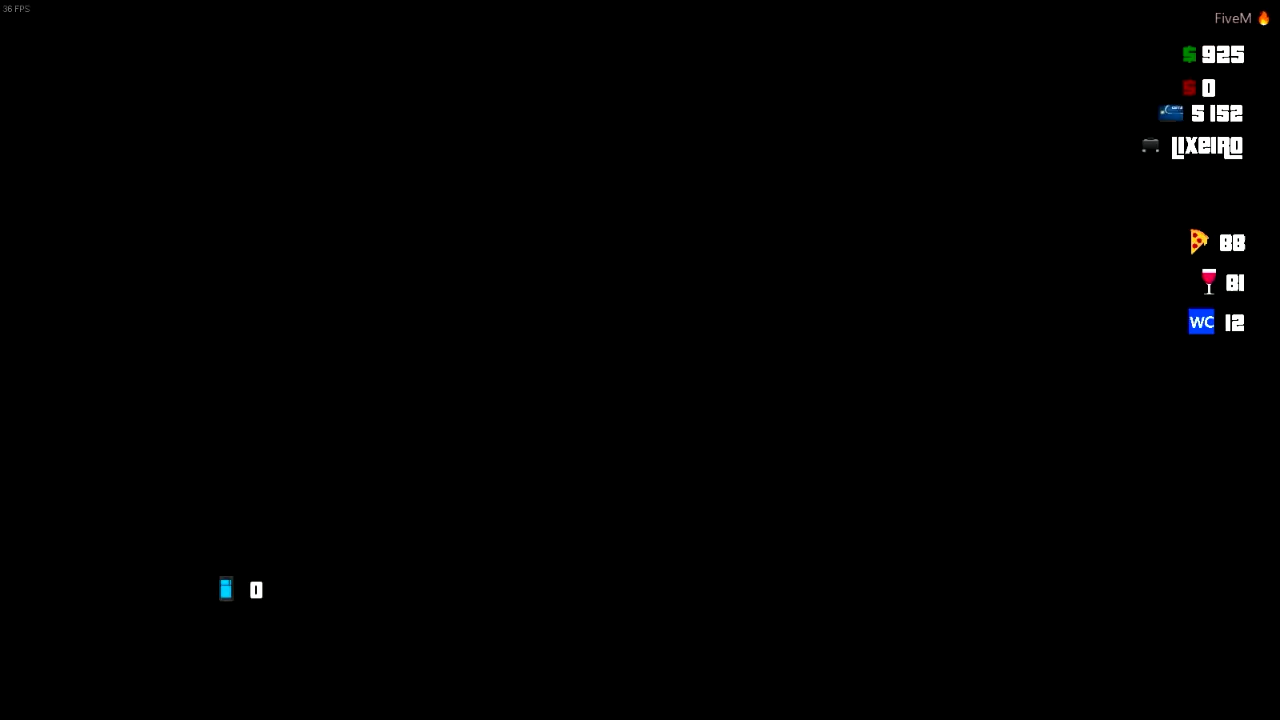 36 FPS
FiveM 🔥
$ 925
$ 0
5 152
LIXEIRO
88
81
WC 12
0